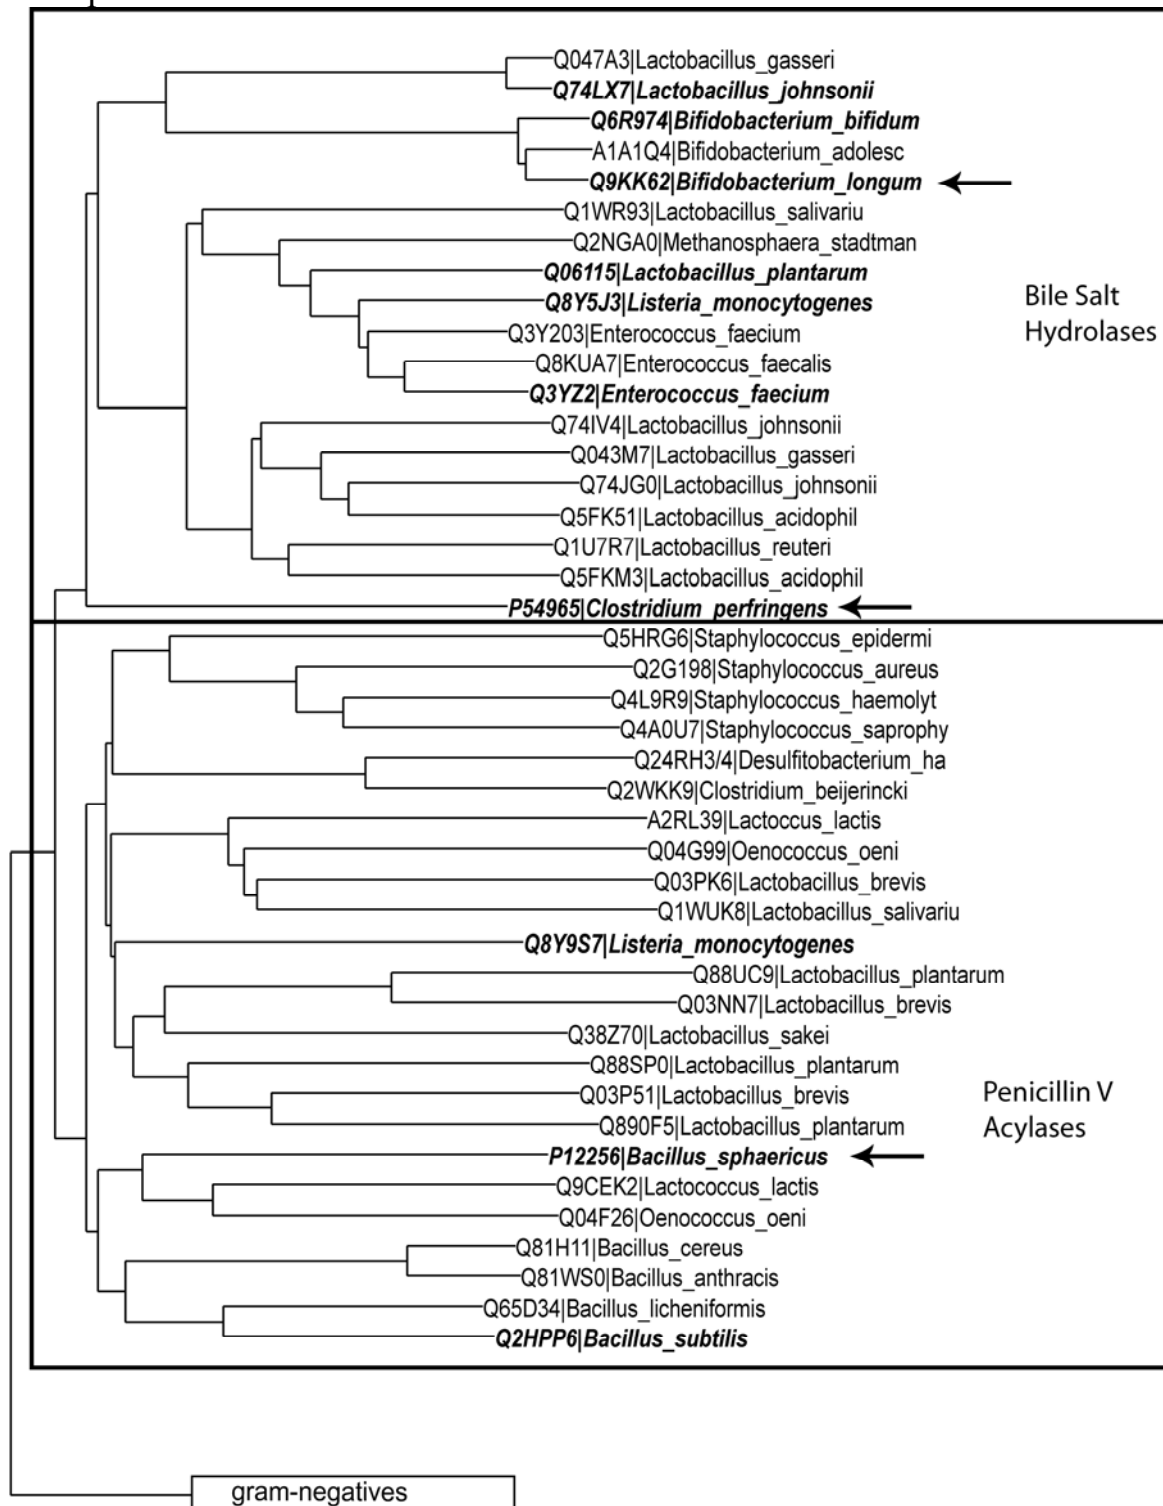 Q047A3|Lactobacillus_gasseri
Q74LX7|Lactobacillus_johnsonii
Q6R974|Bifidobacterium_bifidum
A1A1Q4|Bifidobacterium_adolesc
Q9KK62|Bifidobacterium_longum
Q1WR93|Lactobacillus_salivariu
Q2NGA0|Methanosphaera_stadtman
Q06115|Lactobacillus_plantarum
Q8Y5J3|Listeria_monocytogenes
Bile Salt
Hydrolases
Q3Y203|Enterococcus_faecium
Q8KUA7|Enterococcus_faecalis
Q3YZ2|Enterococcus_faecium
Q74IV4|Lactobacillus_johnsonii
Q043M7|Lactobacillus_gasseri
Q74JG0|Lactobacillus_johnsonii
Q5FK51|Lactobacillus_acidophil
Q1U7R7|Lactobacillus_reuteri
Q5FKM3|Lactobacillus_acidophil
P54965|Clostridium_perfringens
Q5HRG6|Staphylococcus_epidermi
Q2G198|Staphylococcus_aureus
Q4L9R9|Staphylococcus_haemolyt
Q4A0U7|Staphylococcus_saprophy
Q24RH3/4|Desulfitobacterium_ha
Q2WKK9|Clostridium_beijerincki
A2RL39|Lactoccus_lactis
Q04G99|Oenococcus_oeni
Q03PK6|Lactobacillus_brevis
Q1WUK8|Lactobacillus_salivariu
Q8Y9S7|Listeria_monocytogenes
Q88UC9|Lactobacillus_plantarum
Q03NN7|Lactobacillus_brevis
Q38Z70|Lactobacillus_sakei
Q88SP0|Lactobacillus_plantarum
Q03P51|Lactobacillus_brevis
Q890F5|Lactobacillus_plantarum
Penicillin V
Acylases
P12256|Bacillus_sphaericus
Q9CEK2|Lactococcus_lactis
Q04F26|Oenococcus_oeni
Q81H11|Bacillus_cereus
Q81WS0|Bacillus_anthracis
Q65D34|Bacillus_licheniformis
Q2HPP6|Bacillus_subtilis
gram-negatives